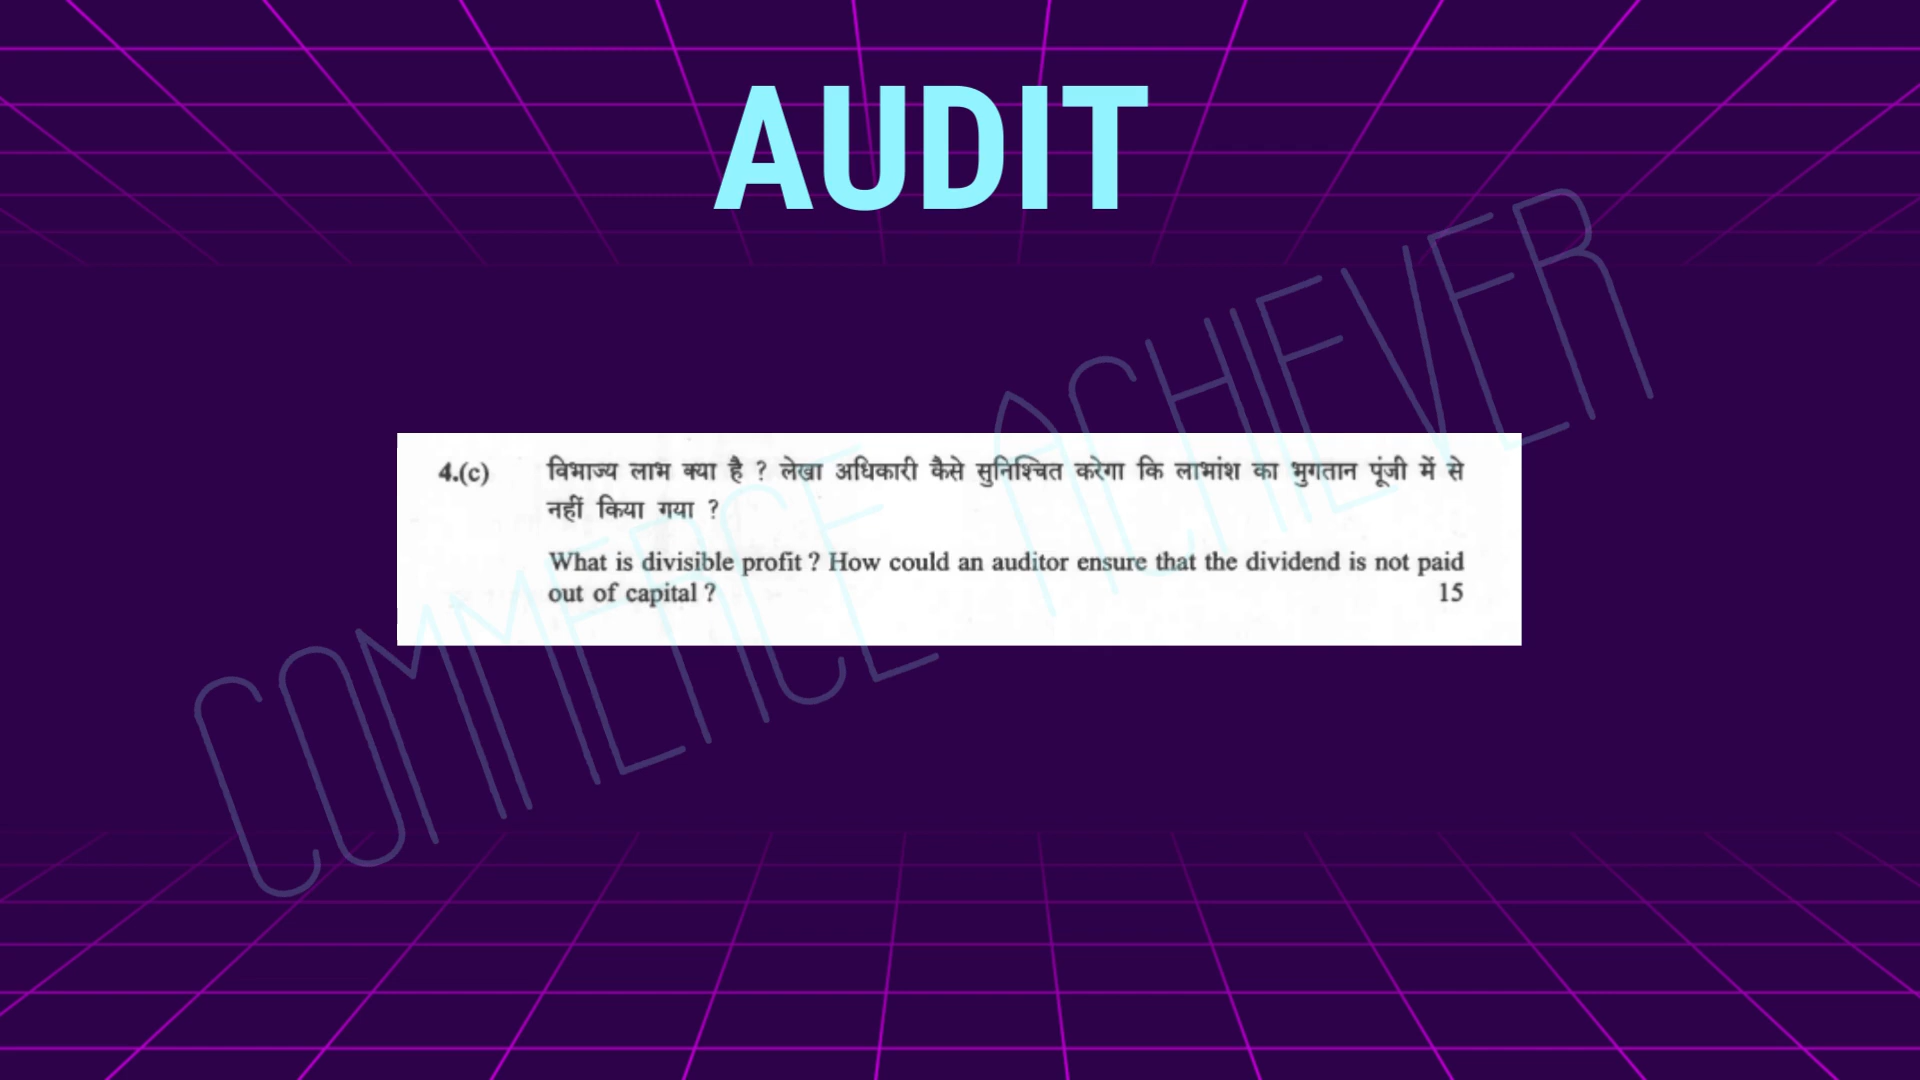 AUDIT
4.(c) विभाज्य लाभ क्या है ? लेखा अधिकारी कैसे सुनिश्चित करेगा कि लाभांश का भुगतान पूंजी में से
नहीं किया गया ?
What is divisible profit ? How could an auditor ensure that the dividend is not paid
out of capital ? 15
COMMERCE ACHIEVER